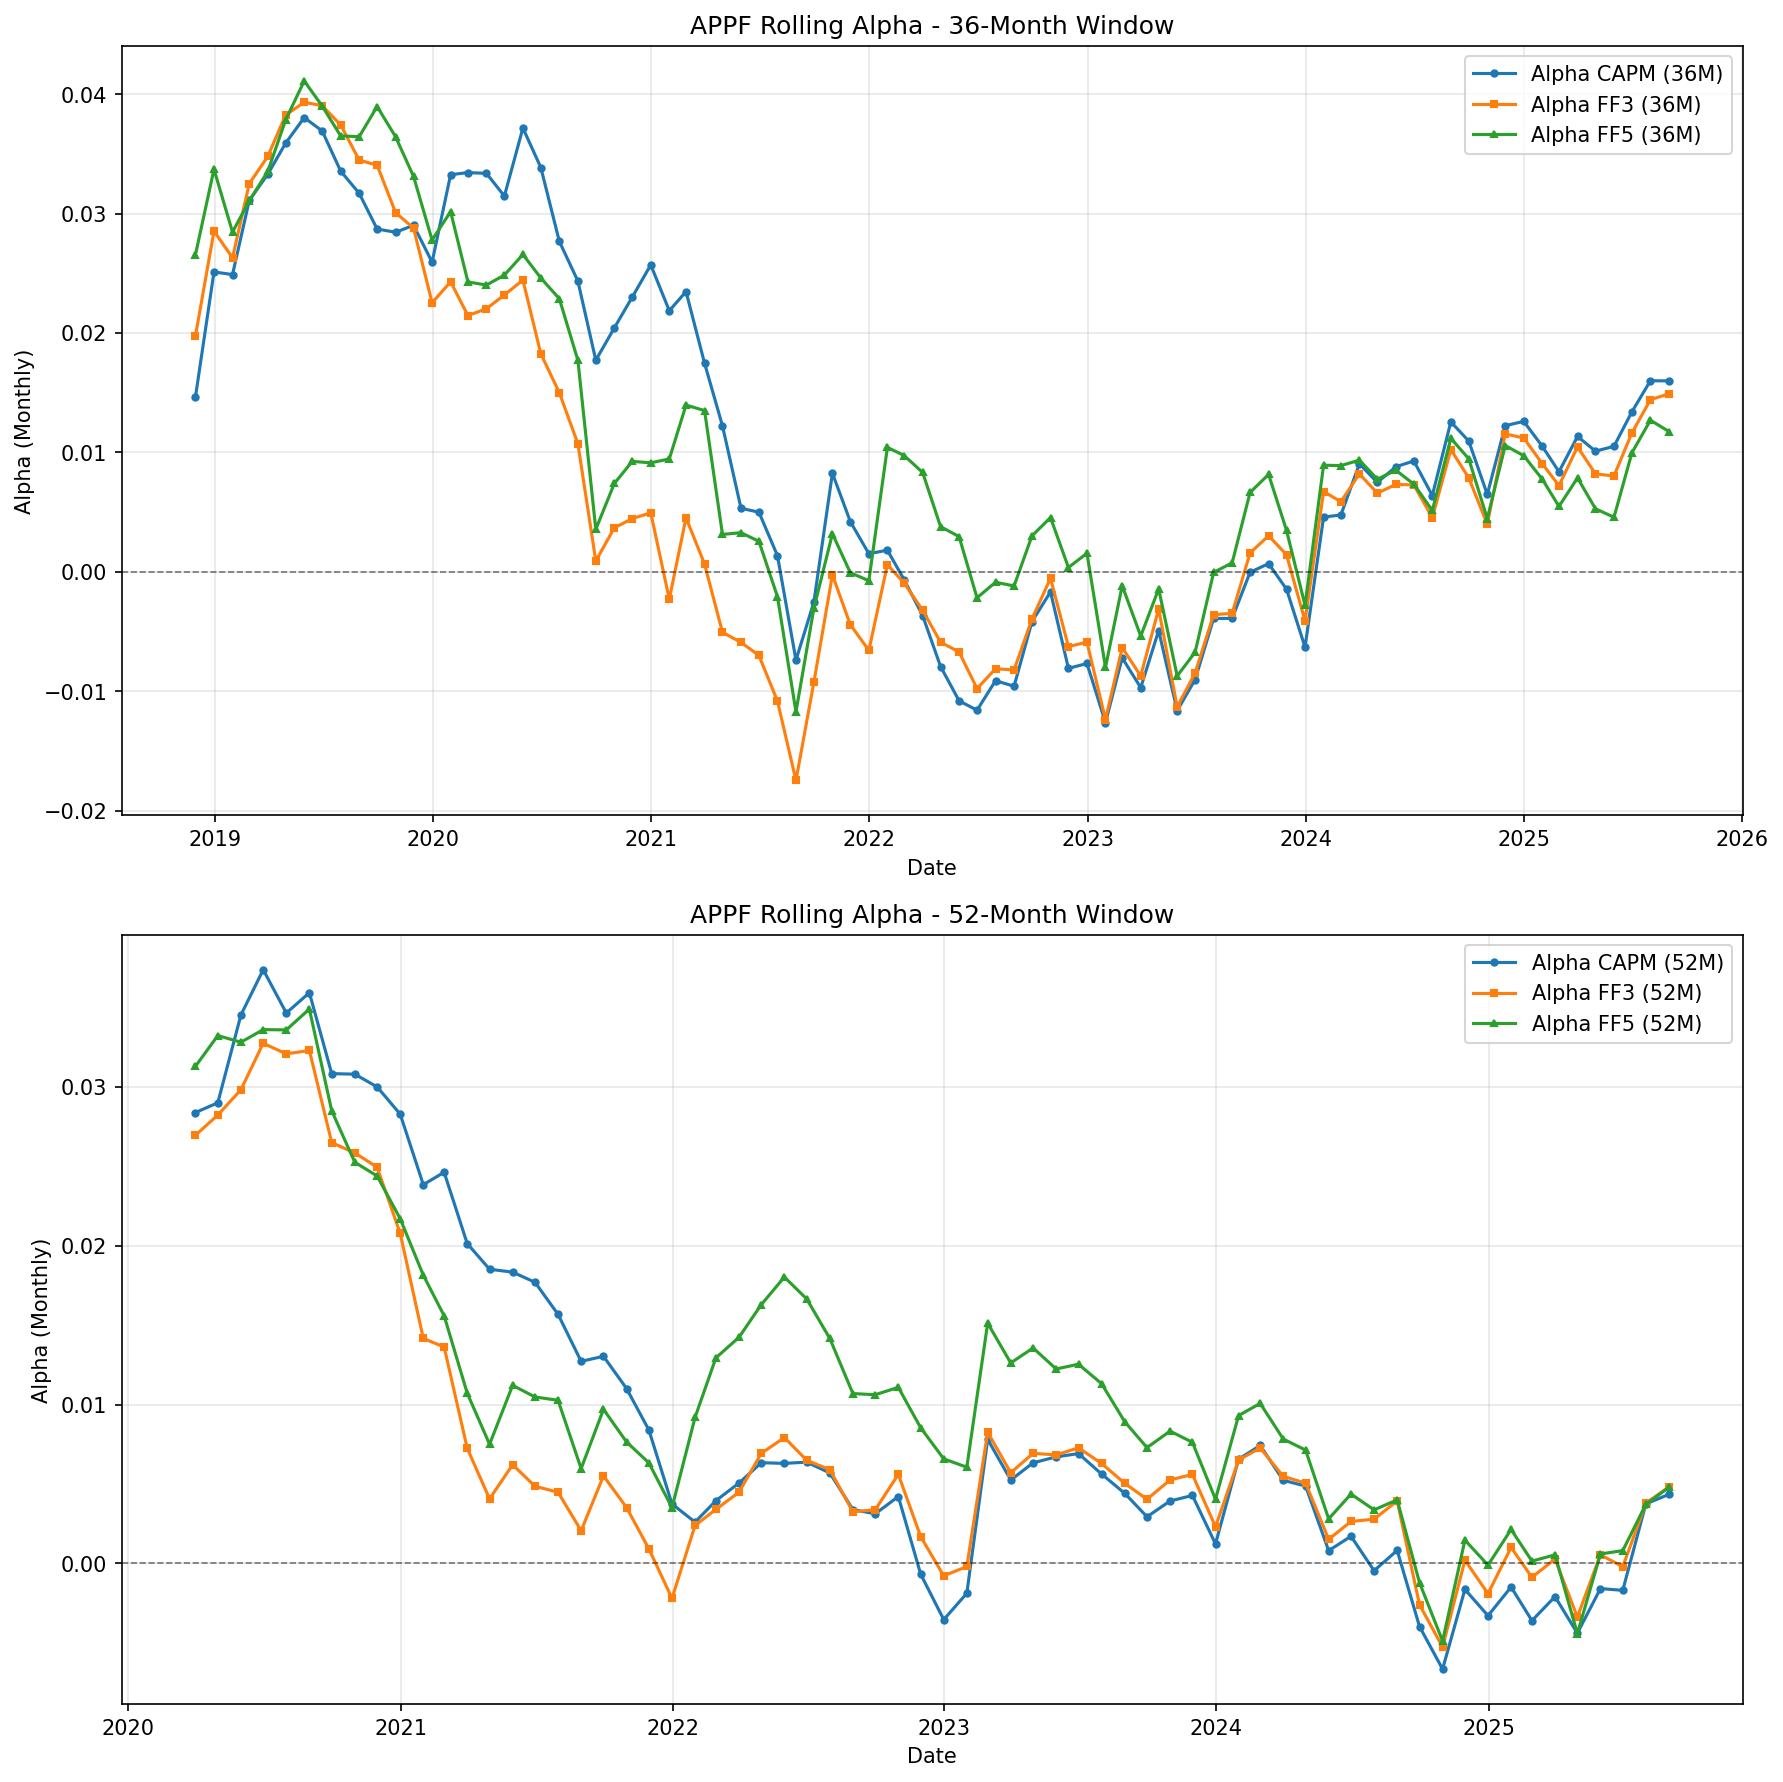 APPF Rolling Alpha - 36-Month Window
Alpha CAPM (36M)
Alpha FF3 (36M)
Alpha FF5 (36M)
Alpha (Monthly)
0.04
0.03
0.02
0.01
0.00
−0.01
−0.02
2019 2020 2021 2022 2023 2024 2025 2026
Date
APPF Rolling Alpha - 52-Month Window
Alpha CAPM (52M)
Alpha FF3 (52M)
Alpha FF5 (52M)
Alpha (Monthly)
0.03
0.02
0.01
0.00
2020 2021 2022 2023 2024 2025
Date